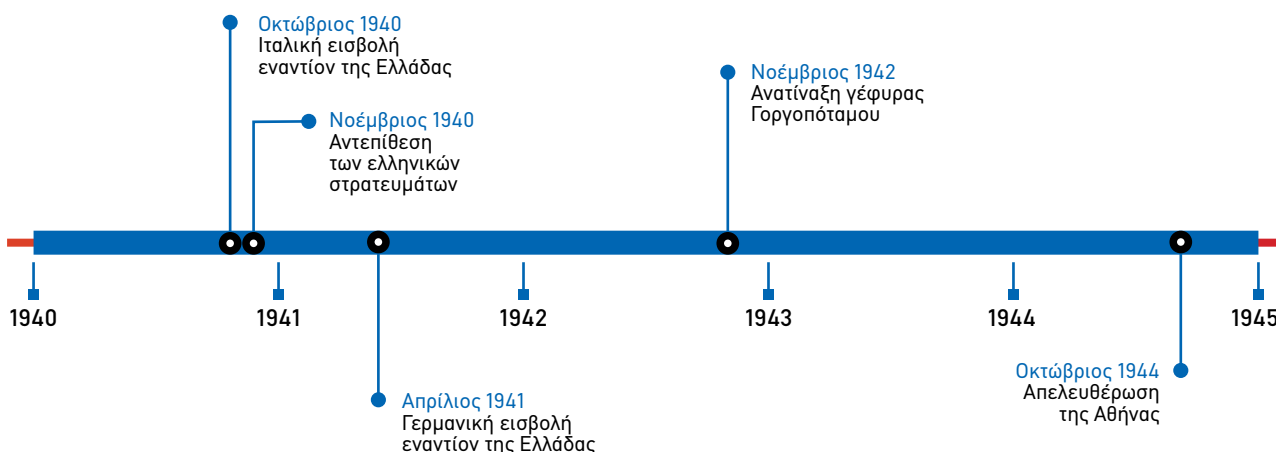 Οκτώβριος 1940
Ιταλική εισβολή
εναντίον της Ελλάδας
Νοέμβριος 1940
Αντεπίθεση
των ελληνικών
στρατευμάτων
Νοέμβριος 1942
Ανατίναξη γέφυρας
Γοργοπόταμου
1940
1941
1942
1943
1944
1945
Απρίλιος 1941
Γερμανική εισβολή
εναντίον της Ελλάδας
Οκτώβριος 1944
Απελευθέρωση
της Αθήνας